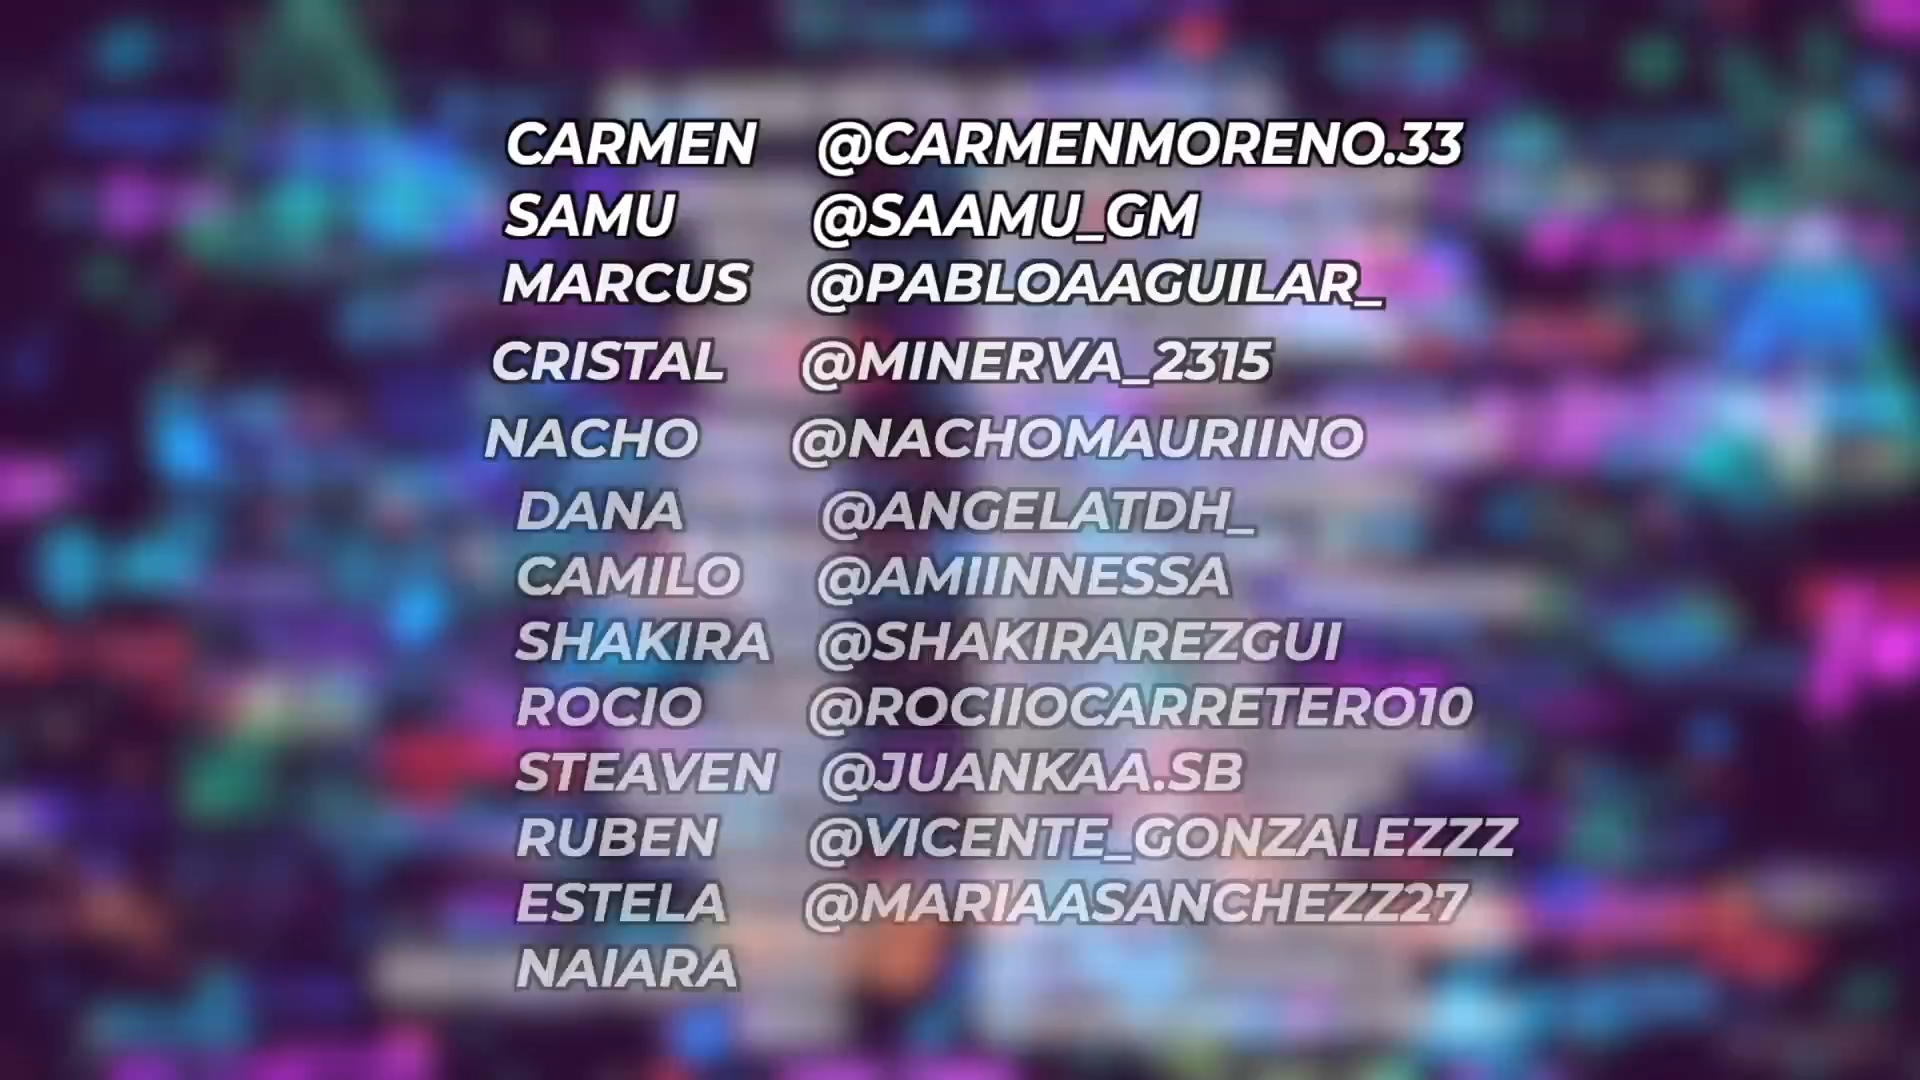 CARMEN @CARMENMORENO.33
SAMU @SAAMU_GM
MARCUS @PABLOAAGUILAR_
CRISTAL @MINERVA_2315
NACHO @NACHOMAURIINO
DANA @ANGELATDH_
CAMILO @AMIINNESSA
SHAKIRA @SHAKIRAREZGUI
ROCIO @ROCIIOCARRETERO10
STEAVEN @JUANKAA.SB
RUBEN @VICENTE_GONZALEZZZ
ESTELA @MARIAASANCHEZZ27
NAIARA